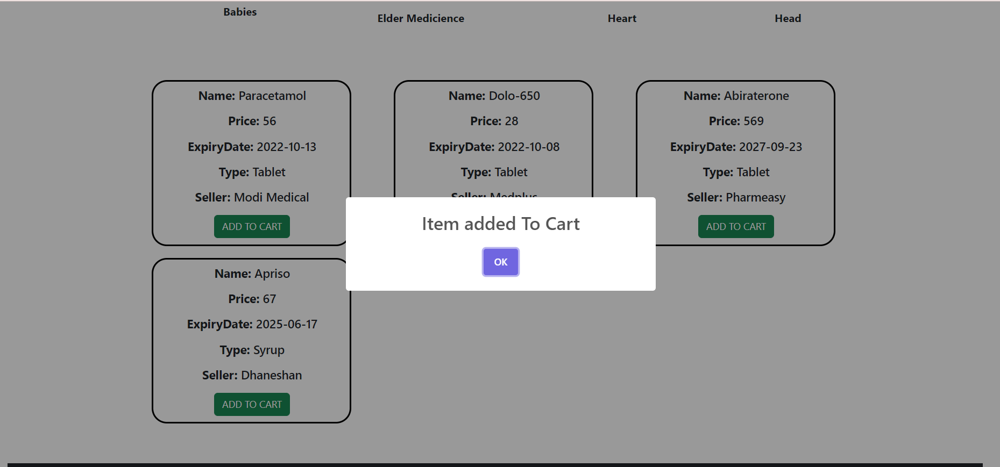 Babies
Elder Medicience
Heart
Head
Name: Paracetamol
Price: 56
ExpiryDate: 2022-10-13
Type: Tablet
Seller: Modi Medical
ADD TO CART
Name: Dolo-650
Price: 28
ExpiryDate: 2022-10-08
Type: Tablet
Seller: Medplus
Name: Abiraterone
Price: 569
ExpiryDate: 2027-09-23
Type: Tablet
Seller: Pharmeasy
ADD TO CART
Item added To Cart
OK
Name: Apriso
Price: 67
ExpiryDate: 2025-06-17
Type: Syrup
Seller: Dhaneshan
ADD TO CART